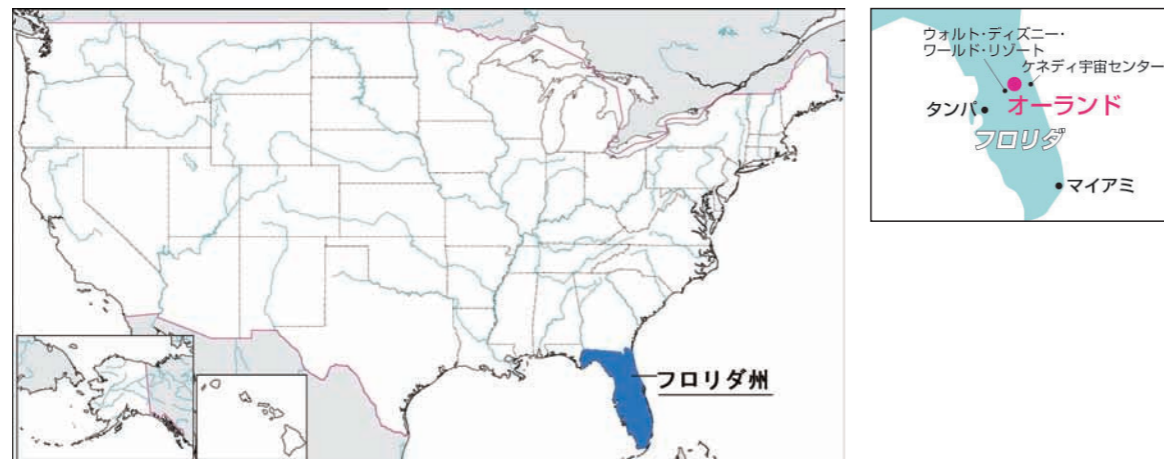 フロリダ州
ウォルト・ディズニー・
ワールド・リゾート
ケネディ宇宙センター
オーランド
タンパ
フロリダ
マイアミ